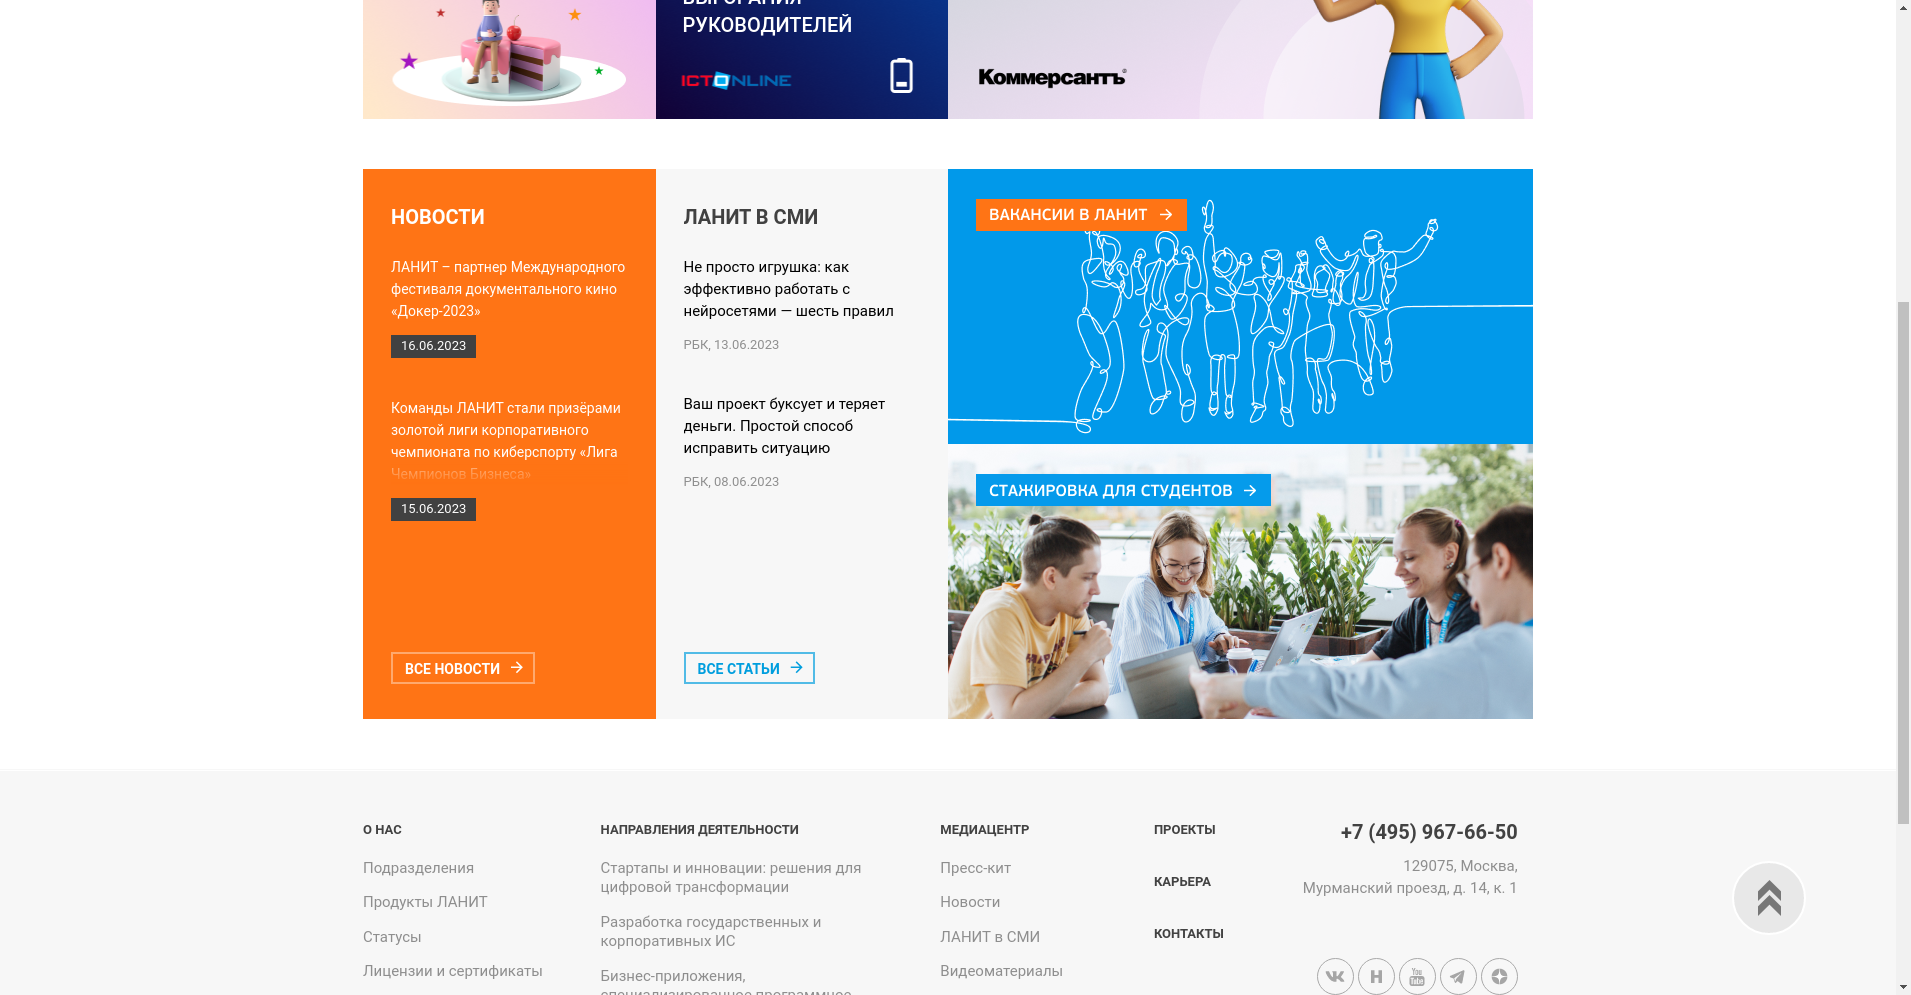 РУКОВОДИТЕЛЕЙ
ICTONLINE
Коммерсантъ®
НОВОСТИ
ЛАНИТ – партнер Международного
фестиваля документального кино
«Докер-2023»
16.06.2023
Команды ЛАНИТ стали призёрами
золотой лиги корпоративного
чемпионата по киберспорту «Лига
Чемпионов Бизнеса»
15.06.2023
ВСЕ НОВОСТИ
ЛАНИТ В СМИ
Не просто игрушка: как
эффективно работать с
нейросетями — шесть правил
РБК, 13.06.2023
Ваш проект буксует и теряет
деньги. Простой способ
исправить ситуацию
РБК, 08.06.2023
ВСЕ СТАТЬИ
ВАКАНСИИ В ЛАНИТ
СТАЖИРОВКА ДЛЯ СТУДЕНТОВ
О НАС
Подразделения
Продукты ЛАНИТ
Статусы
Лицензии и сертификаты
НАПРАВЛЕНИЯ ДЕЯТЕЛЬНОСТИ
Стартапы и инновации: решения для
цифровой трансформации
Разработка государственных и
корпоративных ИС
Бизнес-приложения,
специализированное программное
МЕДИАЦЕНТР
Пресс-кит
Новости
ЛАНИТ в СМИ
Видеоматериалы
ПРОЕКТЫ
КАРЬЕРА
КОНТАКТЫ
+7 (495) 967-66-50
129075, Москва,
Мурманский проезд, д. 14, к. 1
H
You Tube